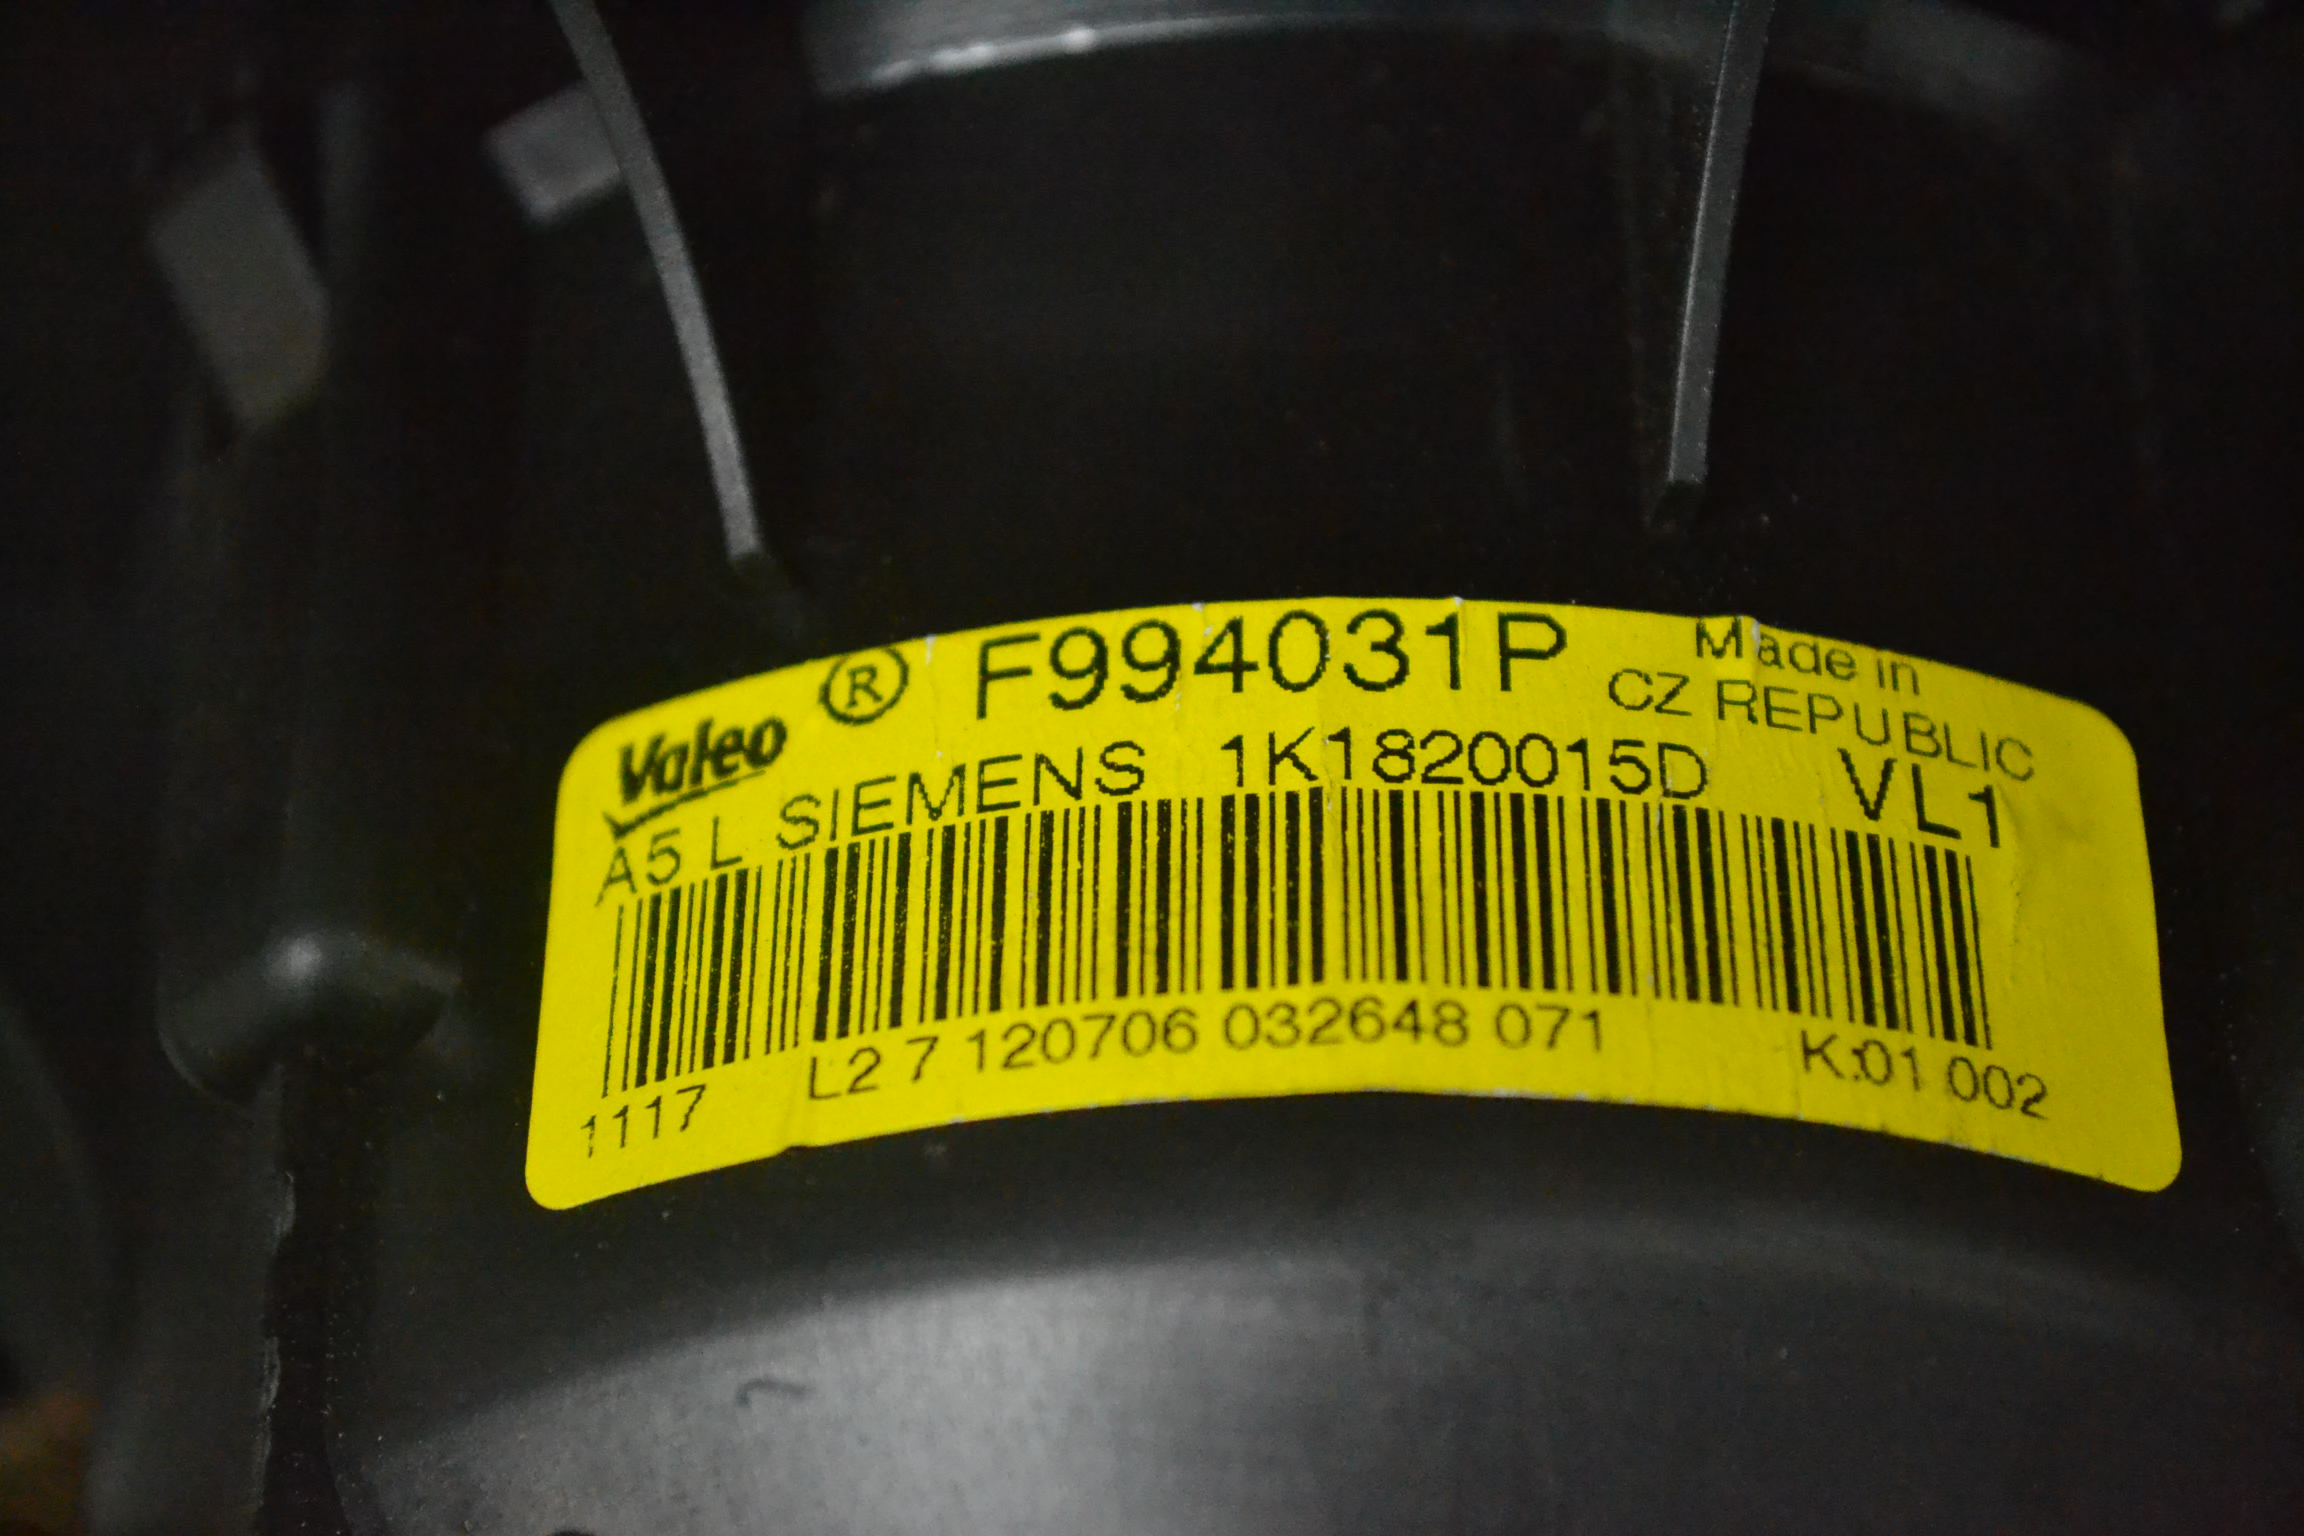 Valeo ® F994031P Made in
CZ REPUBLIC
A5 L SIEMENS 1K1820015D VL1
L2 7 120706 032648 071 K:01 002
1117